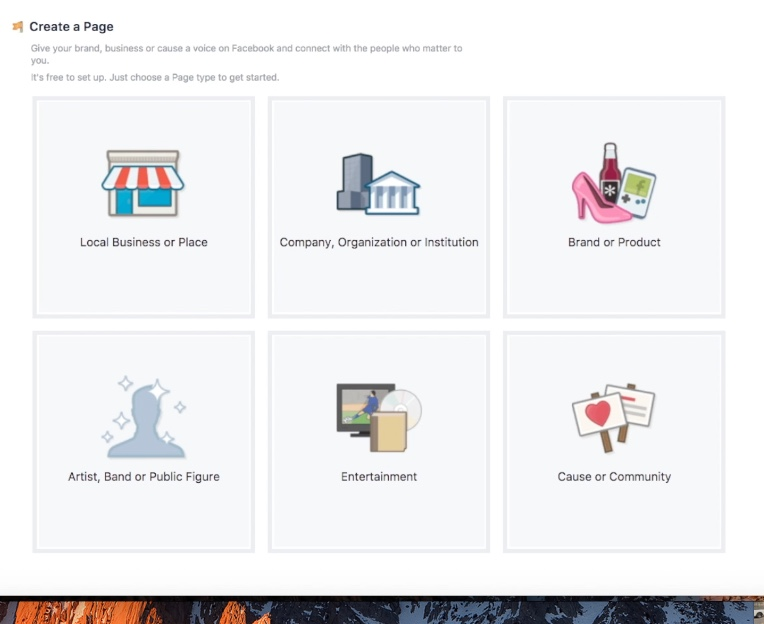 Create a Page
Give your brand, business or cause a voice on Facebook and connect with the people who matter to
you.
It's free to set up. Just choose a Page type to get started.
Local Business or Place
Company, Organization or Institution
Brand or Product
Artist, Band or Public Figure
Entertainment
Cause or Community